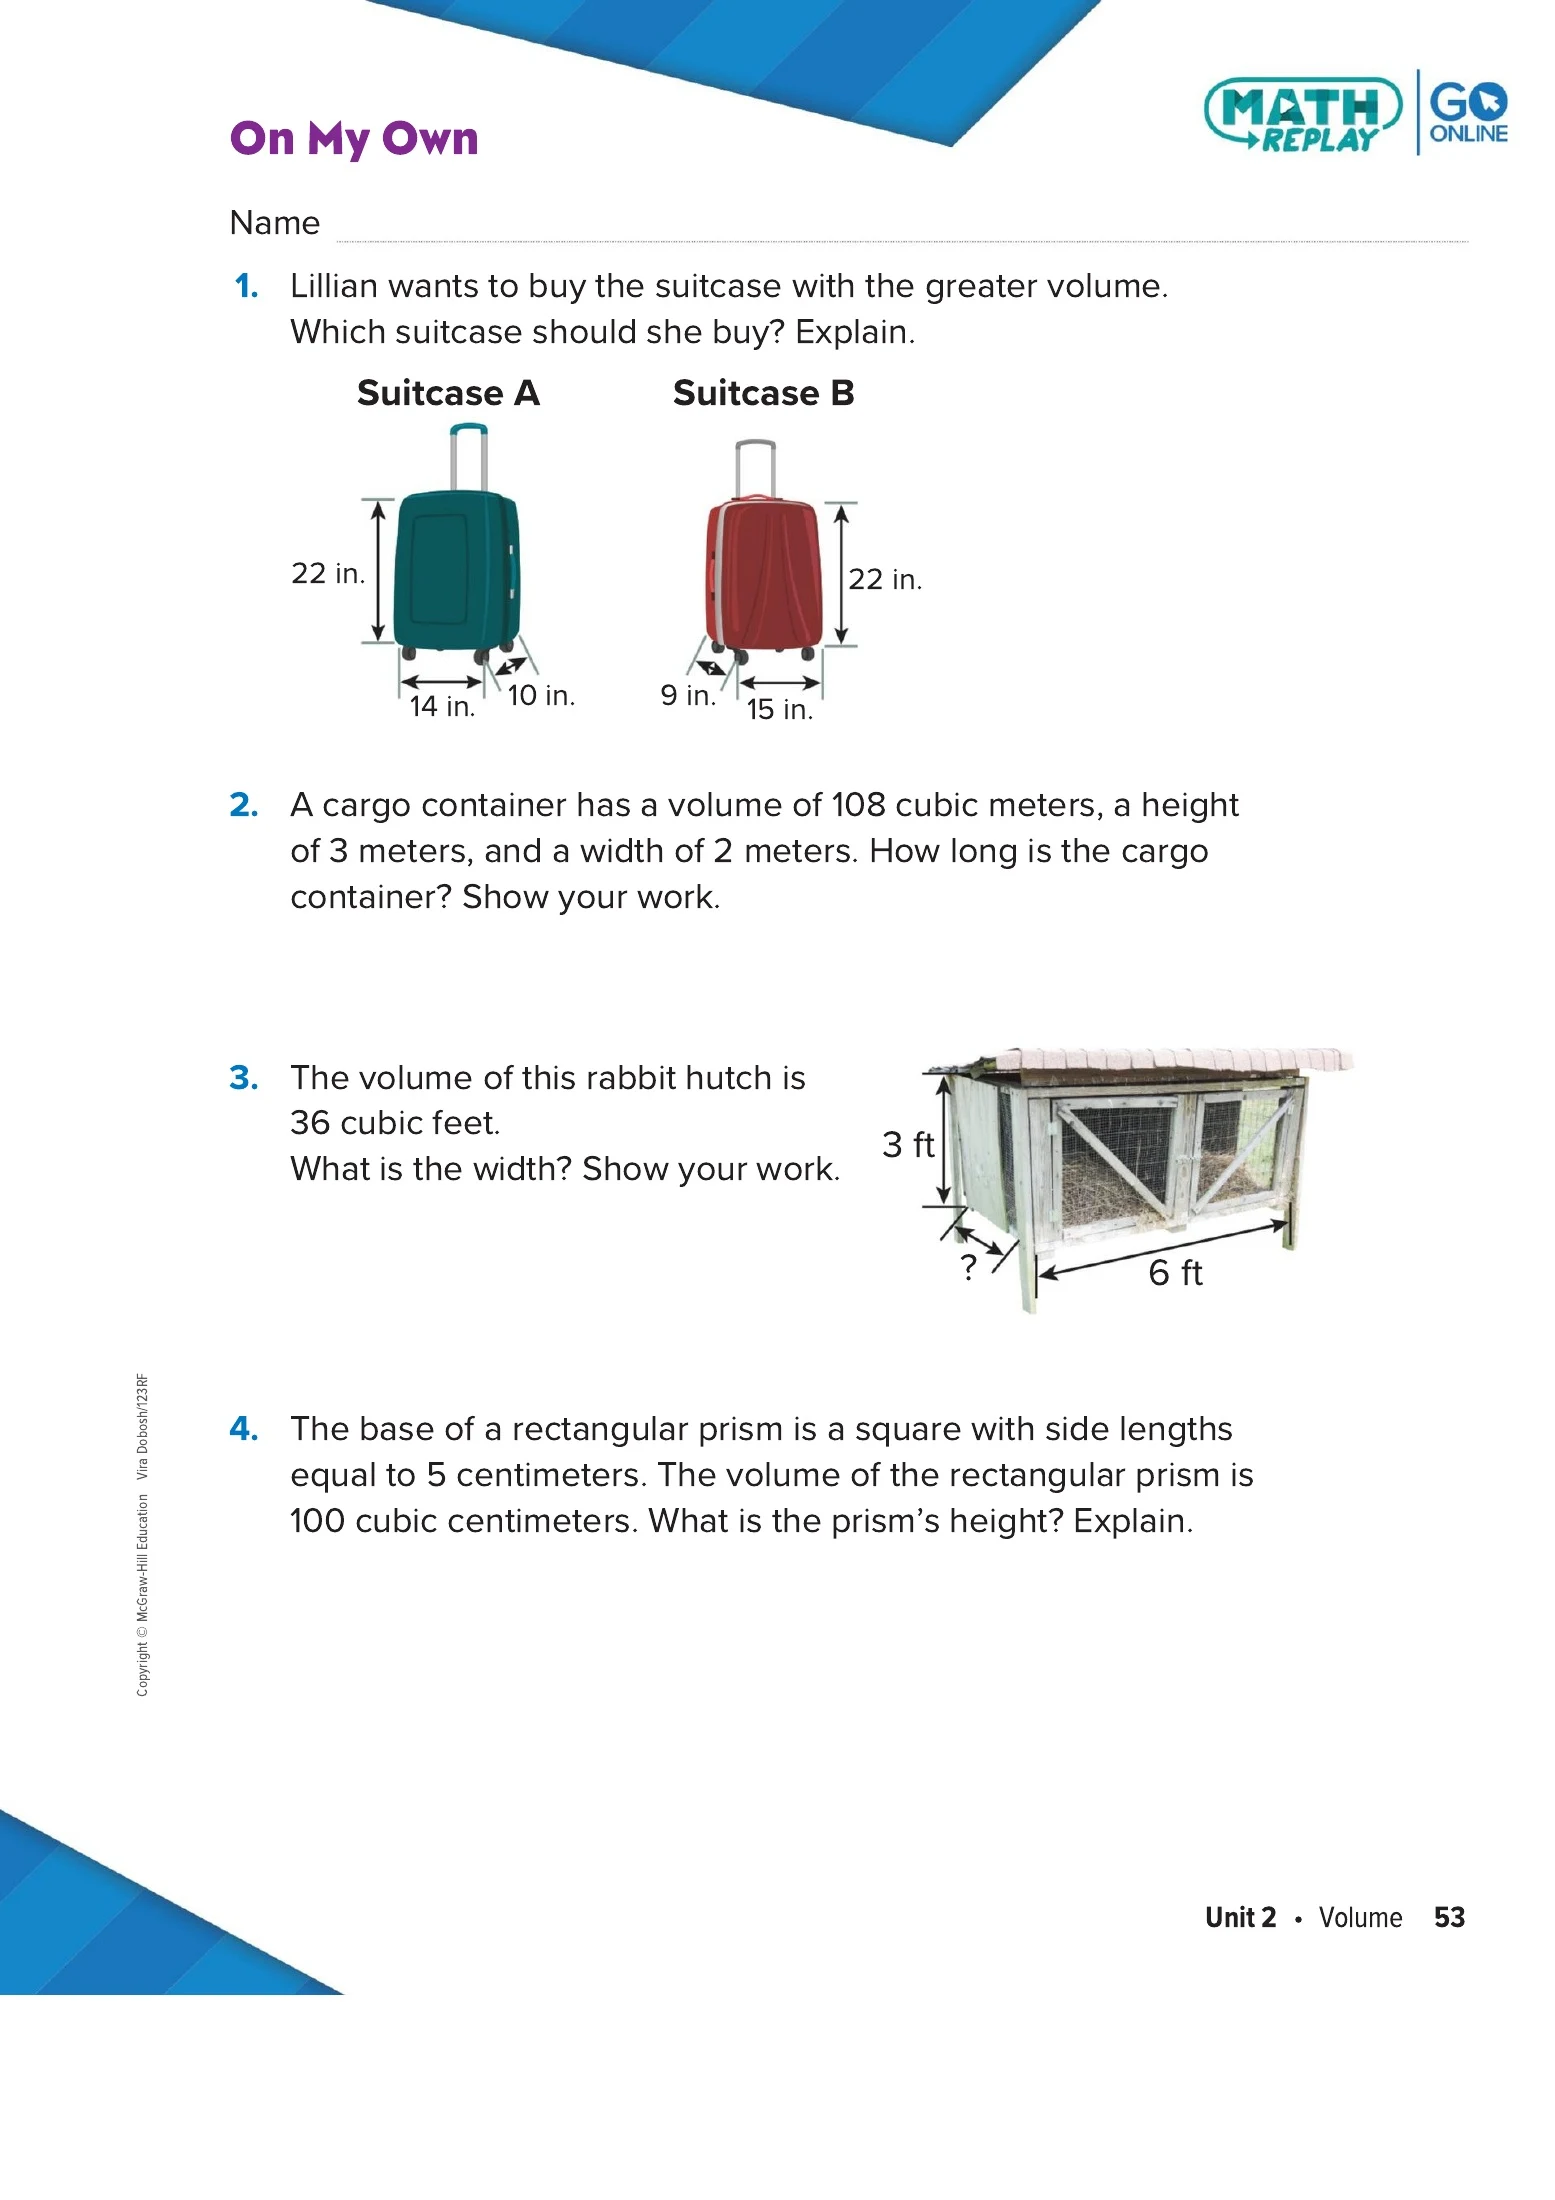 MATH
REPLAY
GO
ONLINE
On My Own
Name
1. Lillian wants to buy the suitcase with the greater volume.
Which suitcase should she buy? Explain.
Suitcase A Suitcase B
22 in.
14 in.
10 in.
22 in.
9 in.
15 in.
2. A cargo container has a volume of 108 cubic meters, a height
of 3 meters, and a width of 2 meters. How long is the cargo
container? Show your work.
3. The volume of this rabbit hutch is
36 cubic feet.
What is the width? Show your work.
3 ft
?
6 ft
4. The base of a rectangular prism is a square with side lengths
equal to 5 centimeters. The volume of the rectangular prism is
100 cubic centimeters. What is the prism’s height? Explain.
Copyright © McGraw-Hill Education Vira Dobosh/123RF
Unit 2 • Volume 53